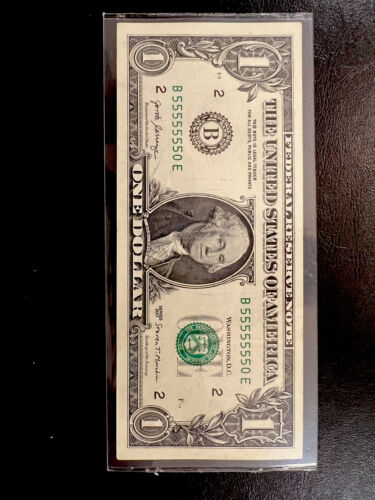 FEDERAL RESERVE NOTE
1
THE UNITED STATES OF AMERICA
1
THIS NOTE IS LEGAL TENDER
FOR ALL DEBTS, PUBLIC AND PRIVATE
2
B 55555550 E
WASHINGTON, D.C.
2
B
B 55555550 E
2
2
SERIES
1
ONE DOLLAR
1